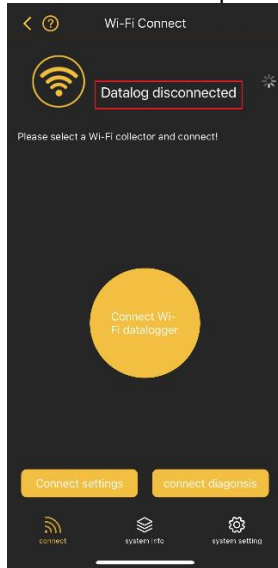 Wi-Fi Connect
Datalog disconnected
Please select a Wi-Fi collector and connect!
Connect Wi-
Fi datalogger
Connect settings
connect diagonsis
connect
system info
system setting